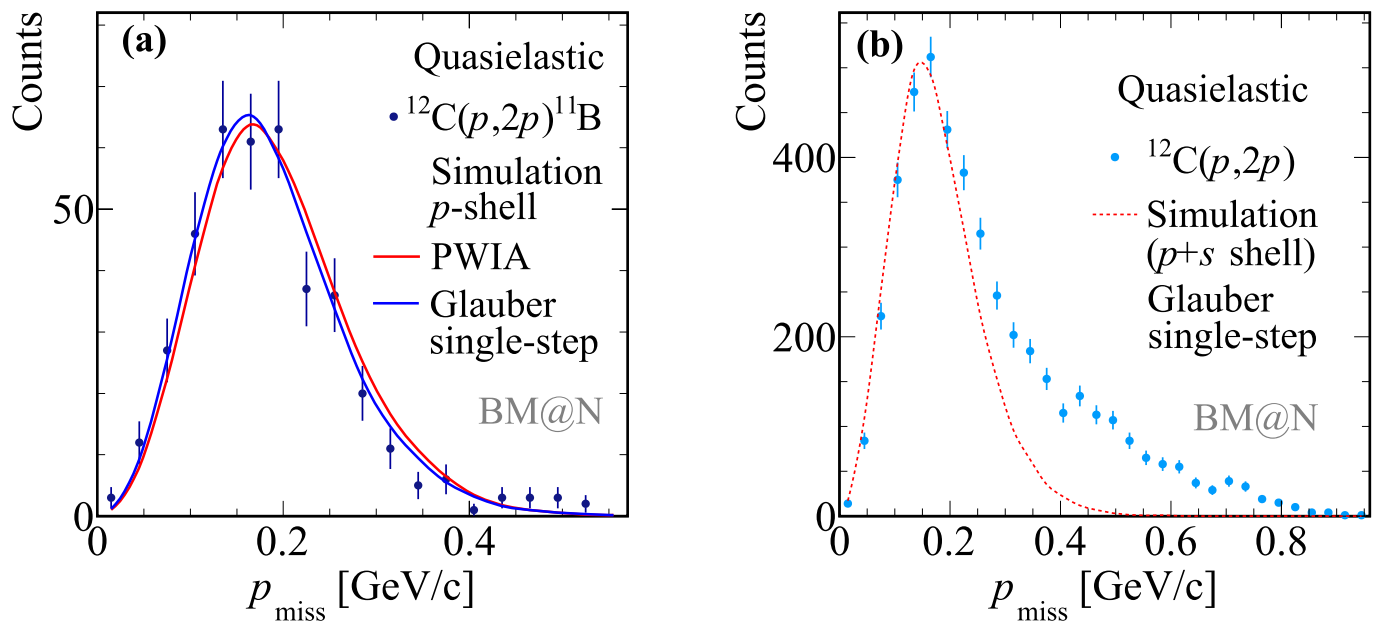 Counts
(a)
Quasielastic
¹²C(p,2p)¹¹B
Simulation
p-shell
PWIA
Glauber
single-step
BM@N
50
0
0
0.2
0.4
p_miss [GeV/c]
Counts
(b)
Quasielastic
¹²C(p,2p)
Simulation
(p+s shell)
Glauber
single-step
BM@N
400
200
0
0
0.2
0.4
0.6
0.8
p_miss [GeV/c]